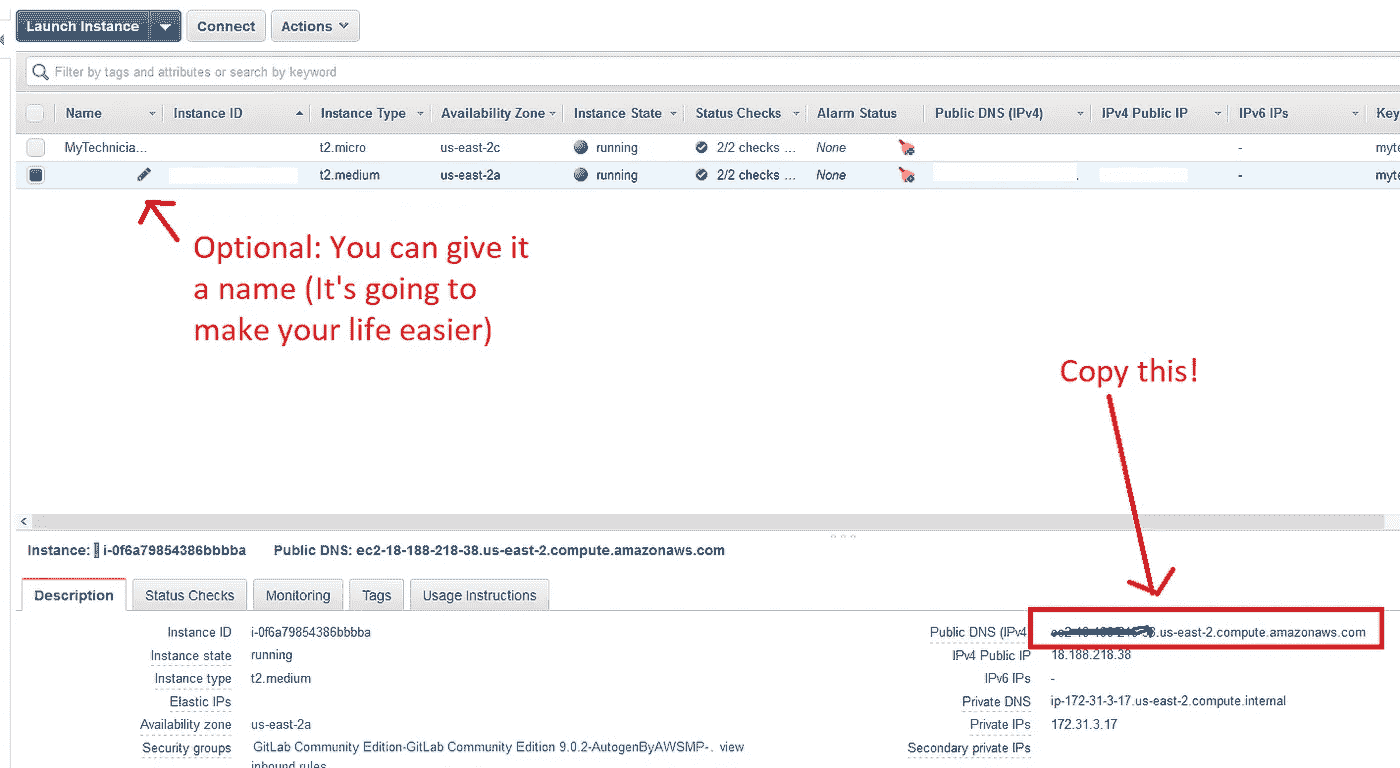 Launch Instance Connect Actions
Filter by tags and attributes or search by keyword
Name Instance ID Instance Type Availability Zone Instance State Status Checks Alarm Status Public DNS (IPv4) IPv4 Public IP IPv6 IPs Key
MyTechnicia... t2.micro us-east-2c running 2/2 checks ... None - myte
t2.medium us-east-2a running 2/2 checks ... None . - myte
Optional: You can give it
a name (It's going to
make your life easier)
Copy this!
Instance: i-0f6a79854386bbbba Public DNS: ec2-18-188-218-38.us-east-2.compute.amazonaws.com
Description Status Checks Monitoring Tags Usage Instructions
Instance ID i-0f6a79854386bbbba Public DNS (IPv4 .us-east-2.compute.amazonaws.com
Instance state running IPv4 Public IP 18.188.218.38
Instance type t2.medium IPv6 IPs -
Elastic IPs Private DNS ip-172-31-3-17.us-east-2.compute.internal
Availability zone us-east-2a Private IPs 172.31.3.17
Security groups GitLab Community Edition-GitLab Community Edition 9.0.2-AutogenByAWSMP-. view Secondary private IPs
inbound rules